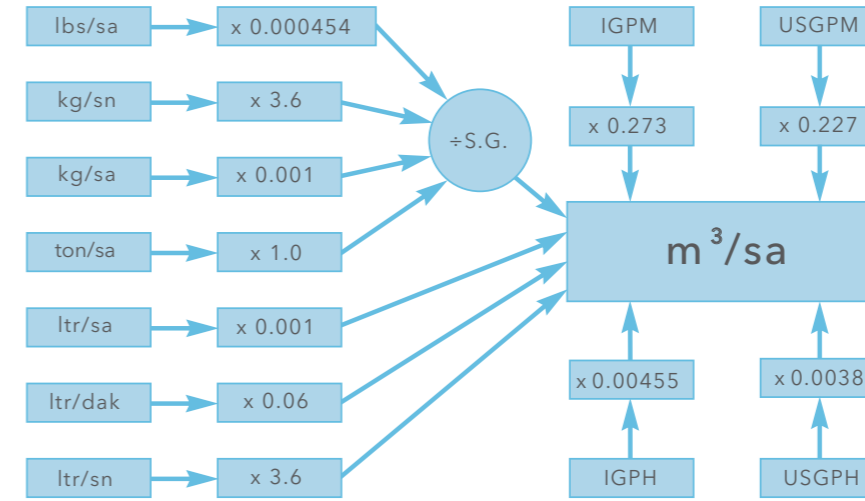 lbs/sa
x 0.000454
kg/sn
x 3.6
kg/sa
x 0.001
ton/sa
x 1.0
ltr/sa
x 0.001
ltr/dak
x 0.06
ltr/sn
x 3.6
÷S.G.
IGPM
x 0.273
USGPM
x 0.227
m³/sa
x 0.00455
IGPH
x 0.0038
USGPH